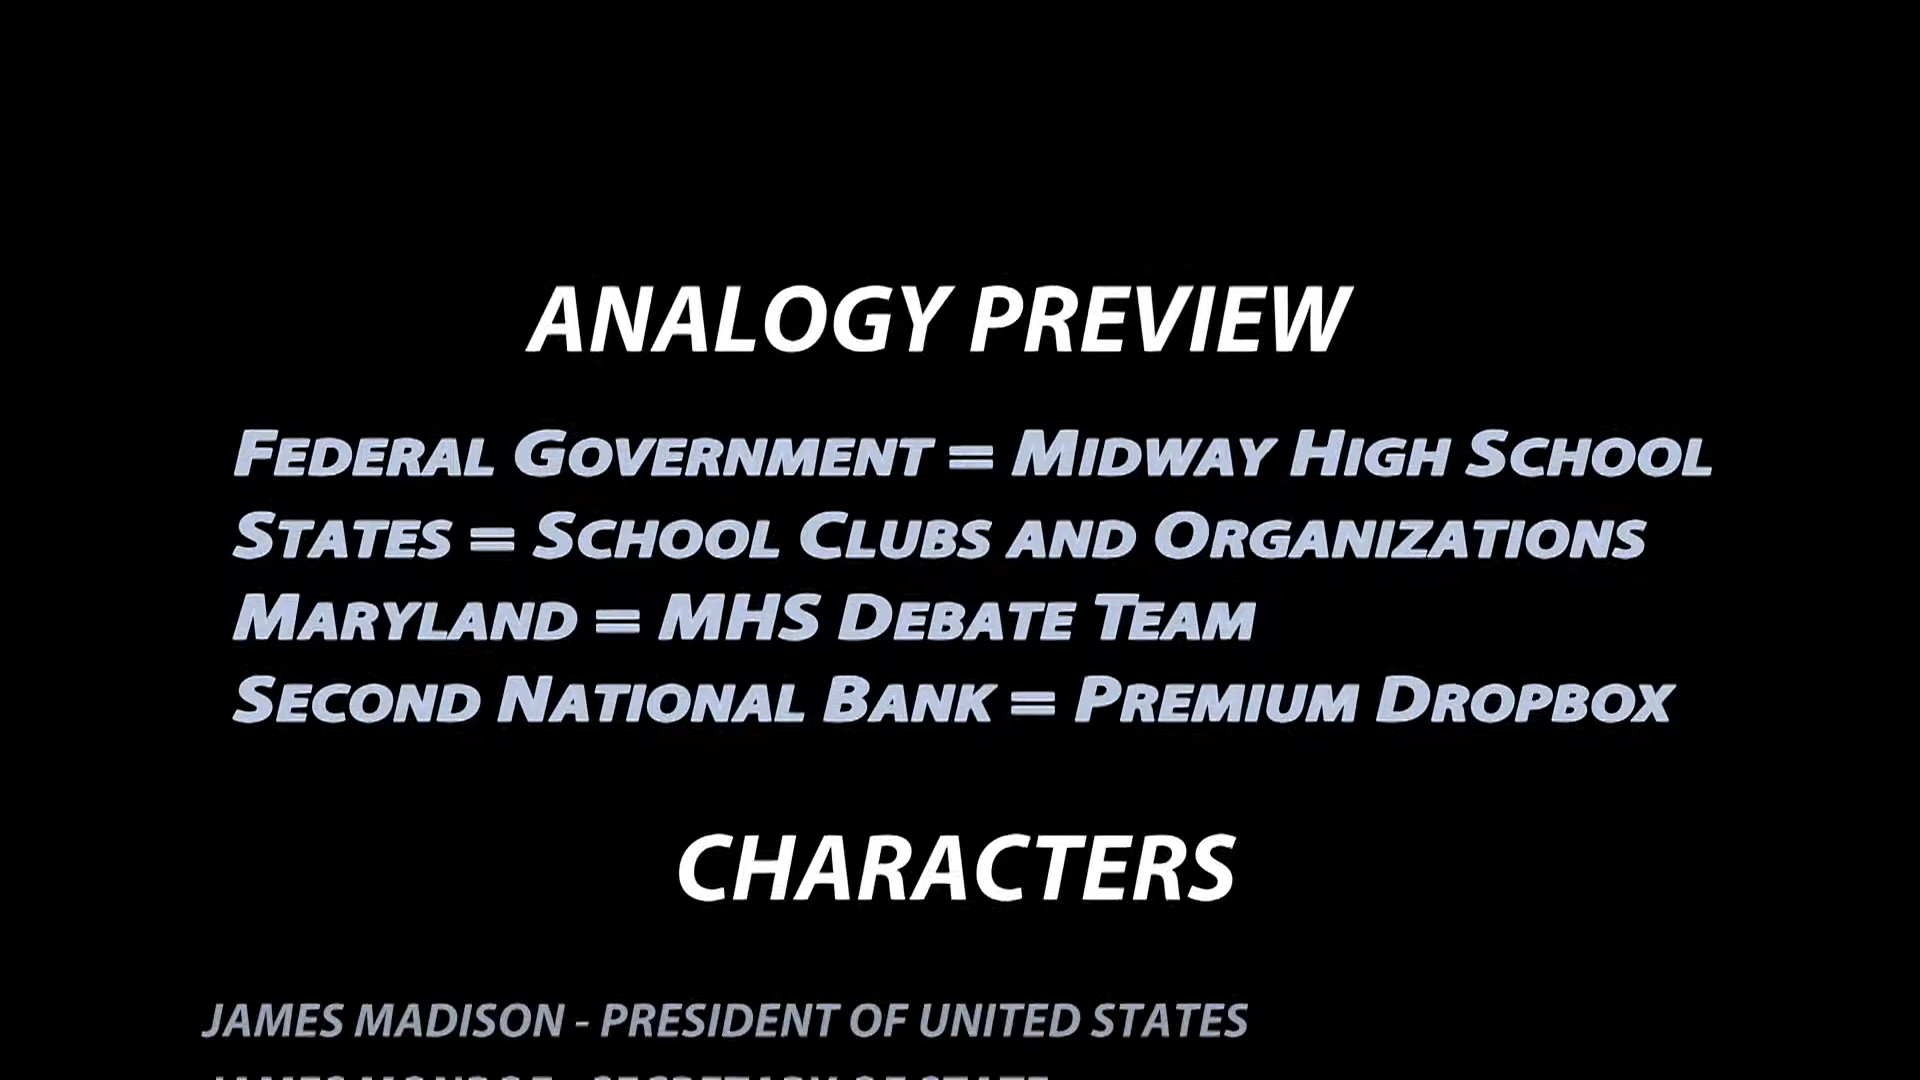 ANALOGY PREVIEW
FEDERAL GOVERNMENT = MIDWAY HIGH SCHOOL
STATES = SCHOOL CLUBS AND ORGANIZATIONS
MARYLAND = MHS DEBATE TEAM
SECOND NATIONAL BANK = PREMIUM DROPBOX
CHARACTERS
JAMES MADISON - PRESIDENT OF UNITED STATES